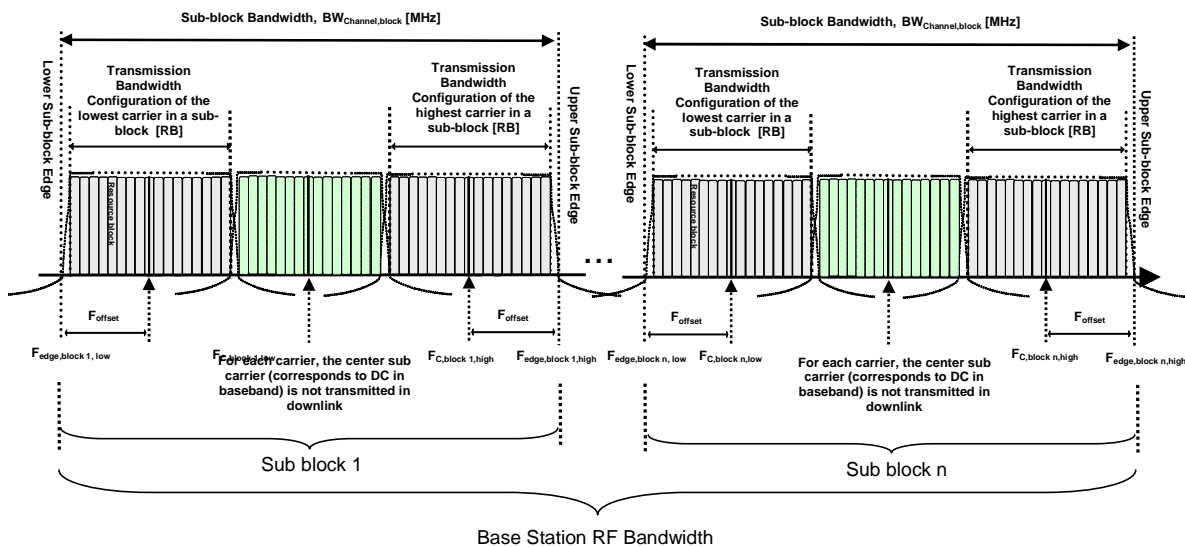 Sub-block Bandwidth, BWChannel,block [MHz]
Sub-block Bandwidth, BWChannel,block [MHz]
Lower Sub-block Edge
Transmission
Bandwidth
Configuration of the
lowest carrier in a sub-
block [RB]
Transmission
Bandwidth
Configuration of the
highest carrier in a
sub-block [RB]
Upper Sub-block Edge
Lower Sub-block Edge
Transmission
Bandwidth
Configuration of the
lowest carrier in a
sub-block [RB]
Transmission
Bandwidth
Configuration of the
highest carrier in a
sub-block [RB]
Upper Sub-block Edge
Resource block
Resource block
...
Foffset
Foffset
Foffset
Foffset
Fedge,block 1, low
FC,block 1,low
FC,block 1,high
Fedge,block 1,high
Fedge,block n, low
FC,block n,low
FC,block n,high
Fedge,block n,high
For each carrier, the center sub
carrier (corresponds to DC in
baseband) is not transmitted in
downlink
For each carrier, the center sub
carrier (corresponds to DC in
baseband) is not transmitted in
downlink
Sub block 1
Sub block n
Base Station RF Bandwidth